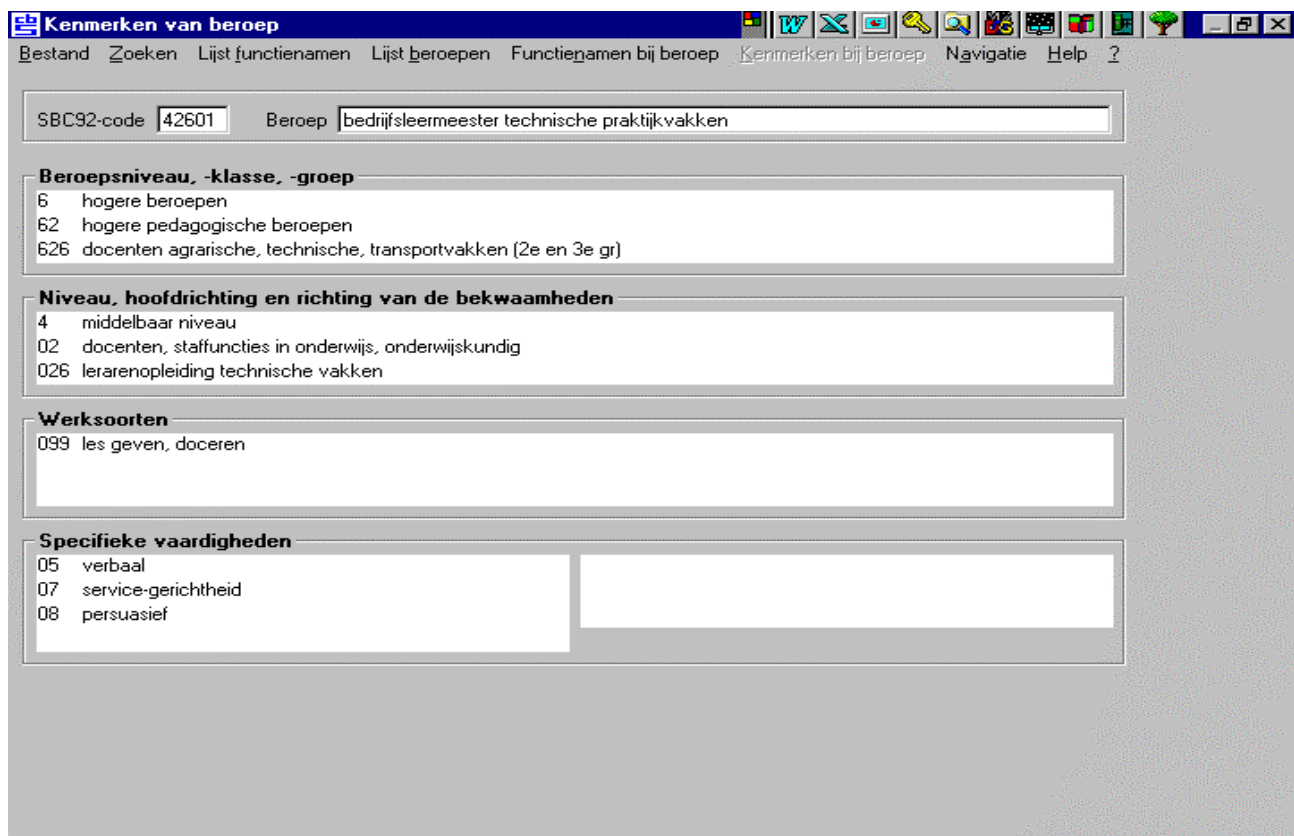 Kenmerken van beroep
Bestand Zoeken Lijst functienamen Lijst beroepen Functienamen bij beroep Kenmerken bij beroep Navigatie Help ?
SBC92-code 42601 Beroep bedrijfsleermeester technische praktijkvakken
Beroepsniveau, -klasse, -groep
6 hogere beroepen
62 hogere pedagogische beroepen
626 docenten agrarische, technische, transportvakken (2e en 3e gr)
Niveau, hoofdrichting en richting van de bekwaamheden
4 middelbaar niveau
02 docenten, staffuncties in onderwijs, onderwijskundig
026 lerarenopleiding technische vakken
Werksoorten
099 les geven, doceren
Specifieke vaardigheden
05 verbaal
07 service-gerichtheid
08 persuasief